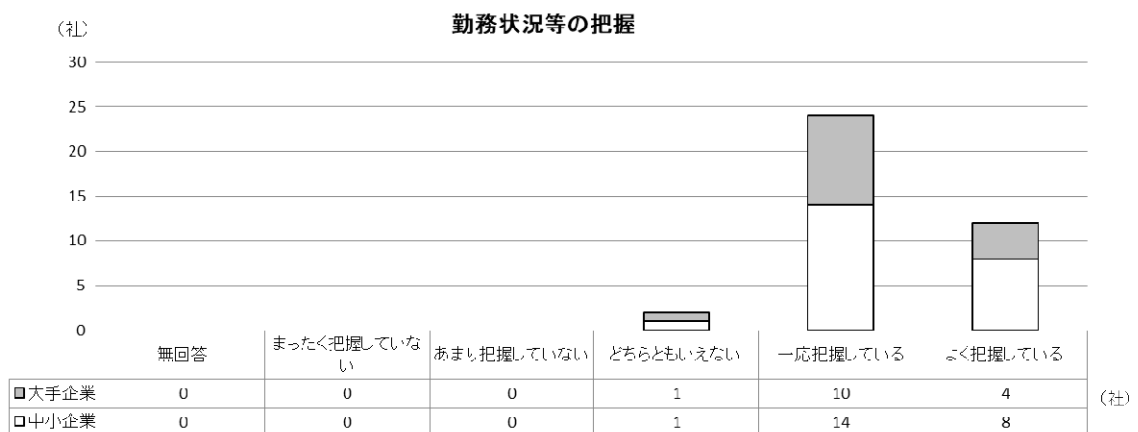 勤務状況等の把握
（社）
30
25
20
15
10
5
0
無回答
まったく把握していな
い
あまり把握していない
どちらともいえない
一応把握している
よく把握している
大手企業 0 0 0 1 10 4
中小企業 0 0 0 1 14 8
（社）